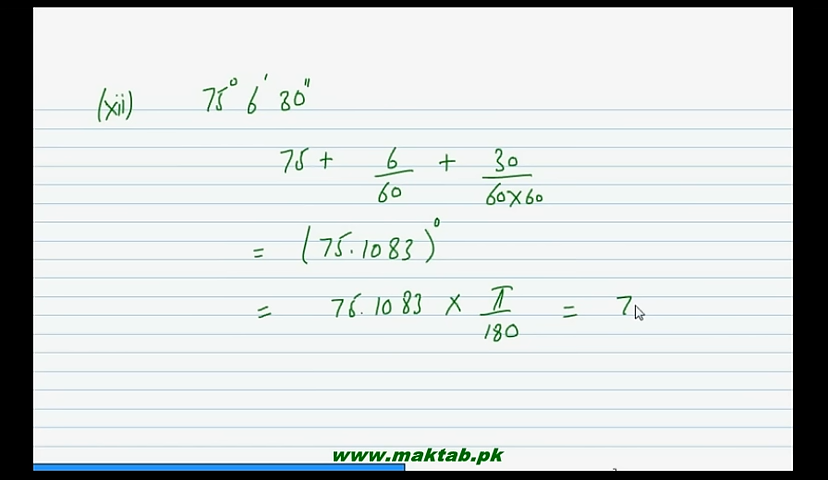 (xii) 75° 6' 30"
75 + 6/60 + 30/60×60
= (75.1083)°
= 75.1083 × π/180 = 7
www.maktab.pk